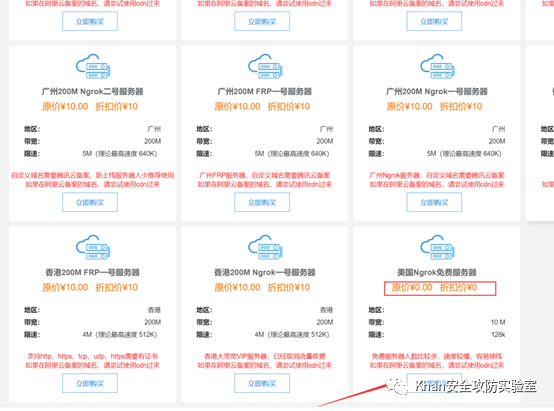 如果在阿里云备案的域名，请尝试使用cdn过来
如果在阿里云备案的域名，请尝试使用cdn过来
如果在阿里云备案的域名，请尝试使用cdn过来
立即购买
立即购买
立即购买
广州200M Ngrok二号服务器
原价¥10.00 折扣价¥10
地区： 广州
带宽： 200M
限速： 5M（理论最高速度 640K）
自定义域名需要腾讯云备案，新上线服务器人少推荐使用
如果在阿里云备案的域名，请尝试使用cdn过来
立即购买
广州200M FRP一号服务器
原价¥10.00 折扣价¥10
地区： 广州
带宽： 200M
限速： 5M（理论最高速度 640K）
广州FRP服务器，自定义域名需要腾讯云备案
如果在阿里云备案的域名，请尝试使用cdn过来
立即购买
广州200M Ngrok一号服务器
原价¥10.00 折扣价¥10
地区： 广州
带宽： 200M
限速： 5M（理论最高速度 640K）
广州Ngrok服务器，自定义域名需要腾讯云备案
如果在阿里云备案的域名，请尝试使用cdn过来
立即购买
香港200M FRP一号服务器
原价¥10.00 折扣价¥10
地区： 香港
带宽： 200M
限速： 4M（理论最高速度 512K）
支持http、https、tcp、udp，https需要有证书
如果在阿里云备案的域名，请尝试使用cdn过来
立即购买
香港200M Ngrok一号服务器
原价¥10.00 折扣价¥10
地区： 香港
带宽： 200M
限速： 4M（理论最高速度 512K）
香港大带宽VIP服务器，已经取消流量收费
如果在阿里云备案的域名，请尝试使用cdn过来
立即购买
美国Ngrok免费服务器
原价¥0.00 折扣价¥0
地区：
带宽： 10 M
限速： 128k
免费服务器人数比较多，速度较慢，容易掉线
如果在阿里云备案的域名，请尝试使用cdn过来
Khan安全攻防实验室